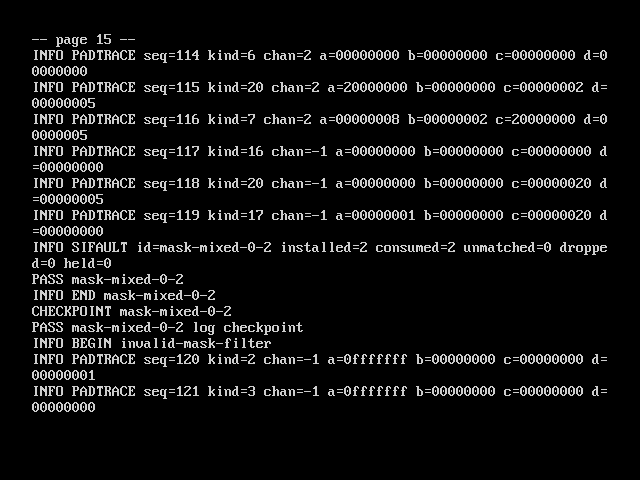 -- page 15 --
INFO PADTRACE seq=114 kind=6 chan=2 a=00000000 b=00000000 c=00000000 d=0
0000000
INFO PADTRACE seq=115 kind=20 chan=2 a=20000000 b=00000000 c=00000002 d=
00000005
INFO PADTRACE seq=116 kind=7 chan=2 a=00000008 b=00000002 c=20000000 d=0
0000005
INFO PADTRACE seq=117 kind=16 chan=-1 a=00000000 b=00000000 c=00000000 d
=00000000
INFO PADTRACE seq=118 kind=20 chan=-1 a=00000000 b=00000000 c=00000020 d
=00000005
INFO PADTRACE seq=119 kind=17 chan=-1 a=00000001 b=00000000 c=00000020 d
=00000000
INFO SIFAULT id=mask-mixed-0-2 installed=2 consumed=2 unmatched=0 droppe
d=0 held=0
PASS mask-mixed-0-2
INFO END mask-mixed-0-2
CHECKPOINT mask-mixed-0-2
PASS mask-mixed-0-2 log checkpoint
INFO BEGIN invalid-mask-filter
INFO PADTRACE seq=120 kind=2 chan=-1 a=0fffffff b=00000000 c=00000000 d=
00000001
INFO PADTRACE seq=121 kind=3 chan=-1 a=0fffffff b=00000000 c=00000000 d=
00000000